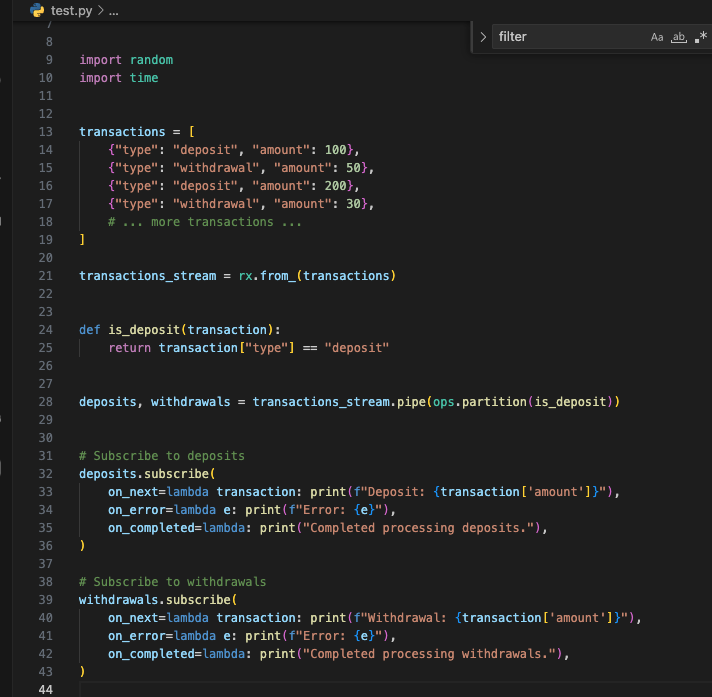 test.py > ...
filter
Aa ab .*
7
8
9 import random
10 import time
11
12
13 transactions = [
14     {"type": "deposit", "amount": 100},
15     {"type": "withdrawal", "amount": 50},
16     {"type": "deposit", "amount": 200},
17     {"type": "withdrawal", "amount": 30},
18     # ... more transactions ...
19 ]
20
21 transactions_stream = rx.from_(transactions)
22
23
24 def is_deposit(transaction):
25     return transaction["type"] == "deposit"
26
27
28 deposits, withdrawals = transactions_stream.pipe(ops.partition(is_deposit))
29
30
31 # Subscribe to deposits
32 deposits.subscribe(
33     on_next=lambda transaction: print(f"Deposit: {transaction['amount']}"),
34     on_error=lambda e: print(f"Error: {e}"),
35     on_completed=lambda: print("Completed processing deposits."),
36 )
37
38 # Subscribe to withdrawals
39 withdrawals.subscribe(
40     on_next=lambda transaction: print(f"Withdrawal: {transaction['amount']}"),
41     on_error=lambda e: print(f"Error: {e}"),
42     on_completed=lambda: print("Completed processing withdrawals."),
43 )
44